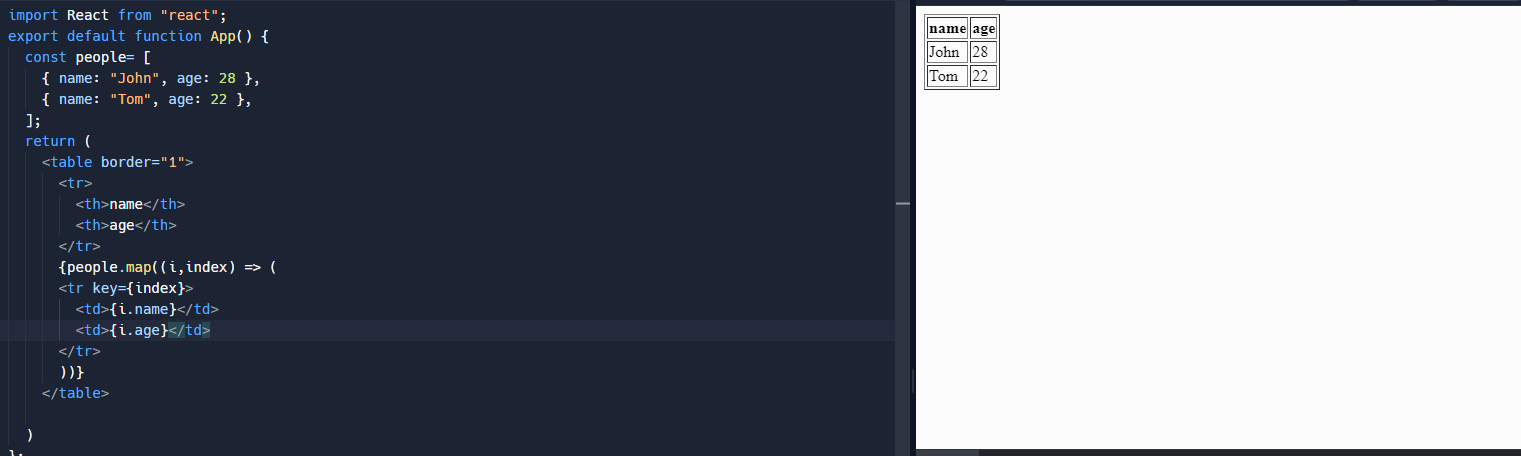 import React from "react";
export default function App() {
const people= [
{ name: "John", age: 28 },
{ name: "Tom", age: 22 },
];
return (
<table border="1">
<tr>
<th>name</th>
<th>age</th>
</tr>
{people.map((i,index) => (
<tr key={index}>
<td>{i.name}</td>
<td>{i.age}</td>
</tr>
))}
</table>
)
};
name age
John 28
Tom 22